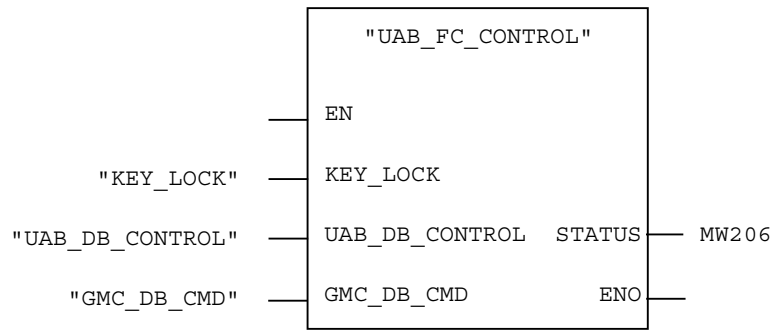 "UAB_FC_CONTROL"
EN
"KEY_LOCK" KEY_LOCK
"UAB_DB_CONTROL" UAB_DB_CONTROL STATUS MW206
"GMC_DB_CMD" GMC_DB_CMD ENO